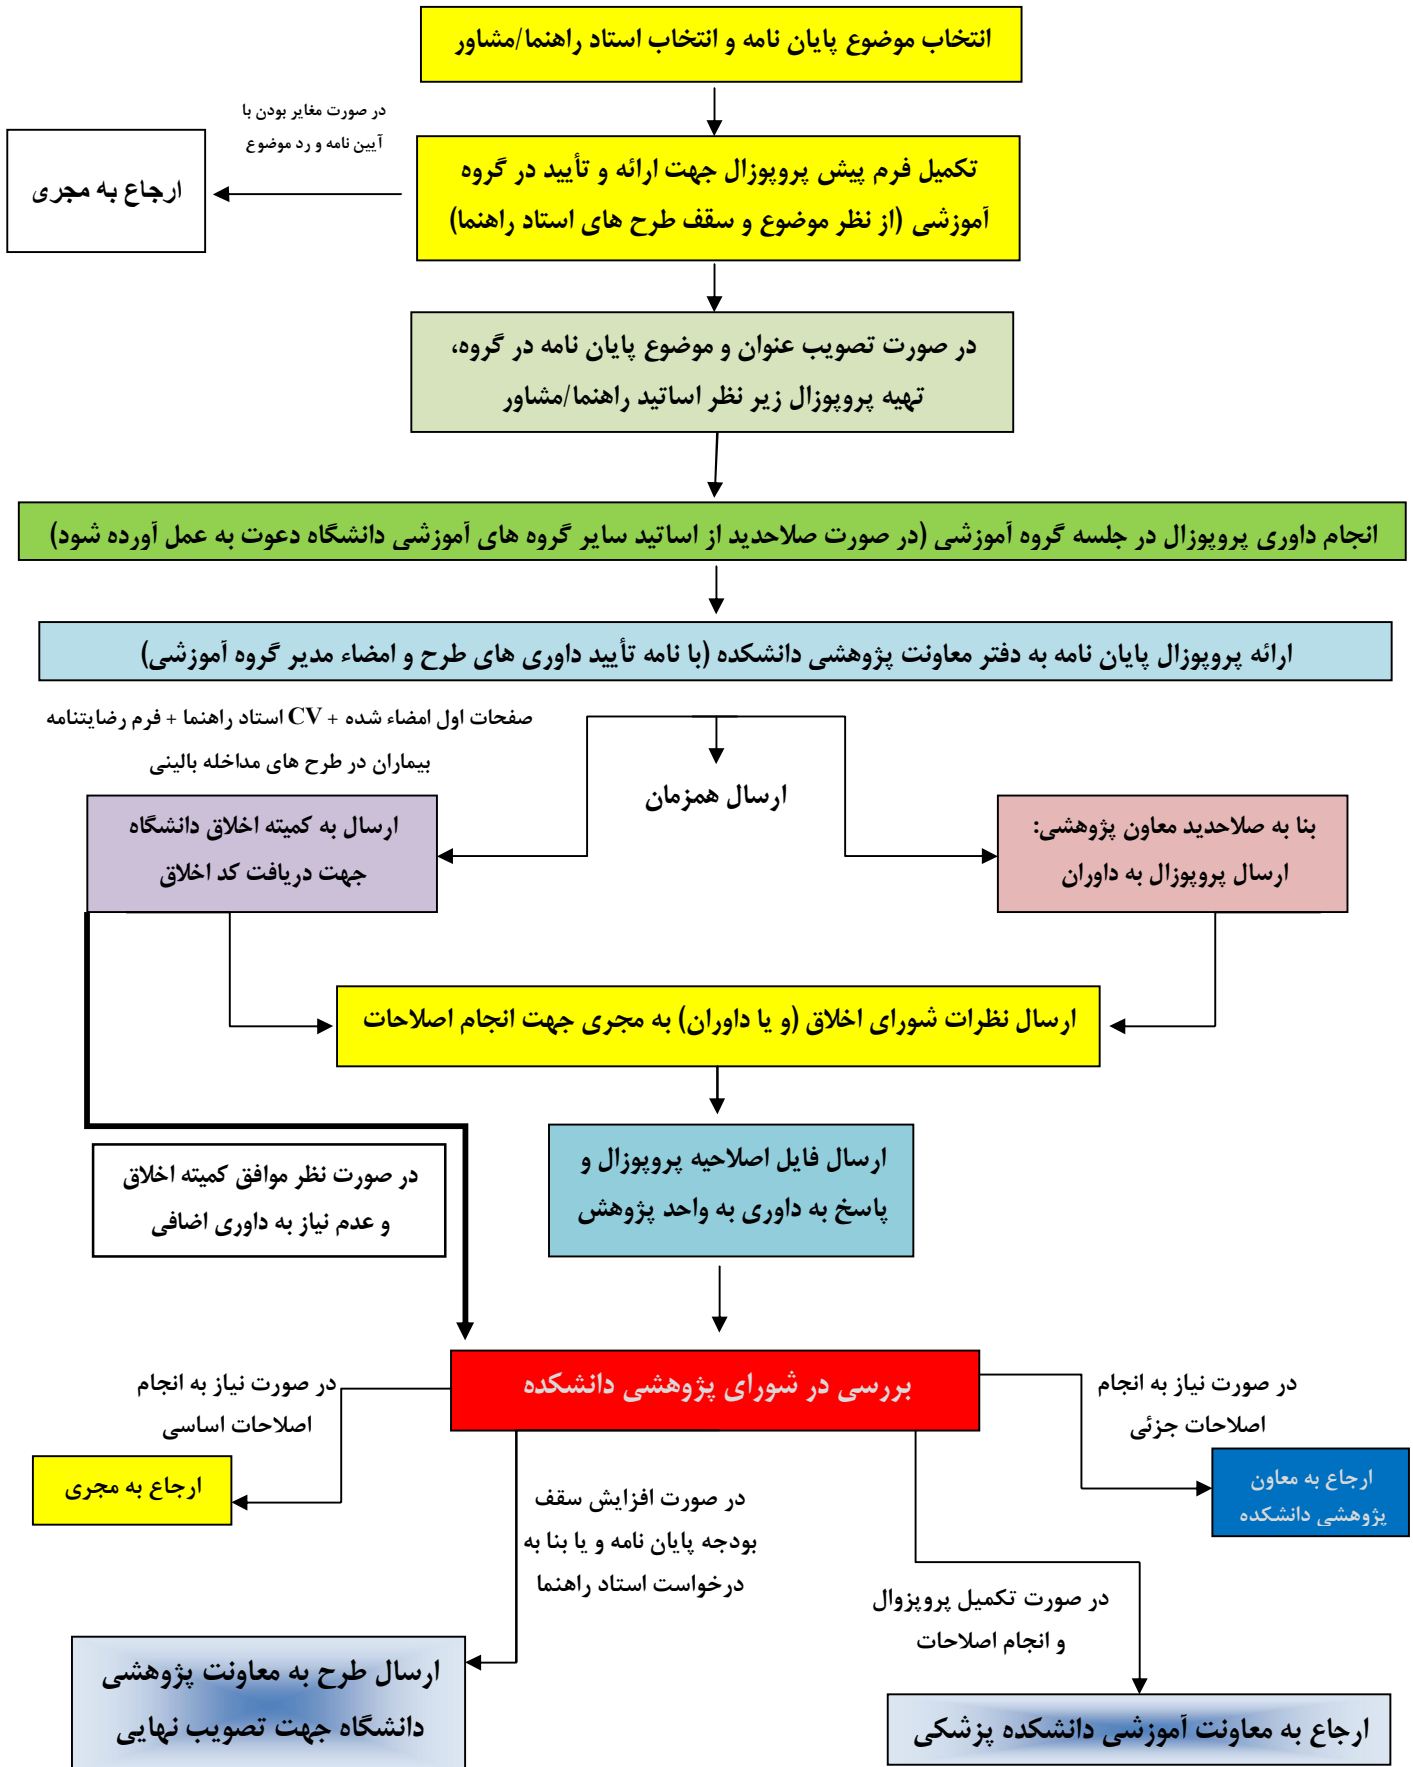 انتخاب موضوع پایان نامه و انتخاب استاد راهنما/مشاور
در صورت مغایر بودن با
آیین نامه و رد موضوع
ارجاع به مجری
تکمیل فرم پیش پروپوزال جهت ارائه و تأیید در گروه
آموزشی (از نظر موضوع و سقف طرح های استاد راهنما)
در صورت تصویب عنوان و موضوع پایان نامه در گروه،
تهیه پروپوزال زیر نظر اساتید راهنما/مشاور
انجام داوری پروپوزال در جلسه گروه آموزشی (در صورت صلاحدید از اساتید سایر گروه های آموزشی دانشگاه دعوت به عمل آورده شود)
ارائه پروپوزال پایان نامه به دفتر معاونت پژوهشی دانشکده (با نامه تأیید داوری های طرح و امضاء مدیر گروه آموزشی)
صفحات اول امضاء شده + CV استاد راهنما + فرم رضایتنامه
بیماران در طرح های مداخله بالینی
ارسال همزمان
بنا به صلاحدید معاون پژوهشی:
ارسال پروپوزال به داوران
ارسال به کمیته اخلاق دانشگاه
جهت دریافت کد اخلاق
ارسال نظرات شورای اخلاق (و یا داوران) به مجری جهت انجام اصلاحات
ارسال فایل اصلاحیه پروپوزال و
پاسخ به داوری به واحد پژوهش
در صورت نظر موافق کمیته اخلاق
و عدم نیاز به داوری اضافی
بررسی در شورای پژوهشی دانشکده
در صورت نیاز به انجام
اصلاحات جزئی
ارجاع به معاون
پژوهشی دانشکده
در صورت نیاز به انجام
اصلاحات اساسی
ارجاع به مجری
در صورت افزایش سقف
بودجه پایان نامه و یا بنا به
درخواست استاد راهنما
در صورت تکمیل پروپزوال
و انجام اصلاحات
ارسال طرح به معاونت پژوهشی
دانشگاه جهت تصویب نهایی
ارجاع به معاونت آموزشی دانشکده پزشکی